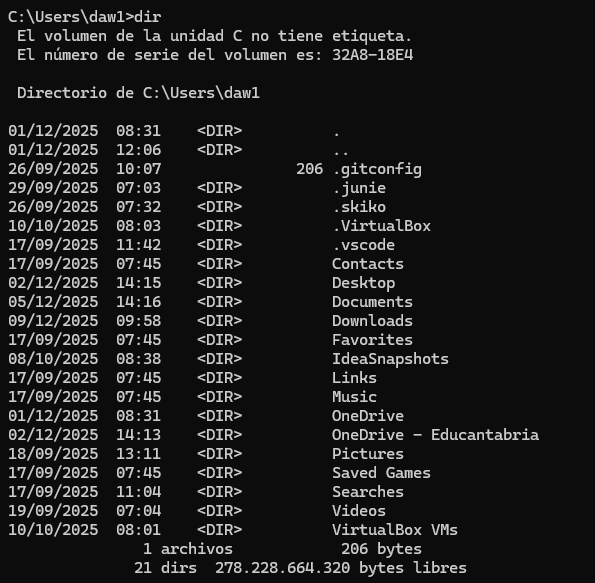 C:\Users\daw1>dir
 El volumen de la unidad C no tiene etiqueta.
 El número de serie del volumen es: 32A8-18E4

 Directorio de C:\Users\daw1

01/12/2025  08:31    <DIR>          .
01/12/2025  12:06    <DIR>          ..
26/09/2025  10:07               206 .gitconfig
29/09/2025  07:03    <DIR>          .junie
26/09/2025  07:32    <DIR>          .skiko
10/10/2025  08:03    <DIR>          .VirtualBox
17/09/2025  11:42    <DIR>          .vscode
17/09/2025  07:45    <DIR>          Contacts
02/12/2025  14:15    <DIR>          Desktop
05/12/2025  14:16    <DIR>          Documents
09/12/2025  09:58    <DIR>          Downloads
17/09/2025  07:45    <DIR>          Favorites
08/10/2025  08:38    <DIR>          IdeaSnapshots
17/09/2025  07:45    <DIR>          Links
17/09/2025  07:45    <DIR>          Music
01/12/2025  08:31    <DIR>          OneDrive
02/12/2025  14:13    <DIR>          OneDrive - Educantabria
18/09/2025  13:11    <DIR>          Pictures
17/09/2025  07:45    <DIR>          Saved Games
17/09/2025  11:04    <DIR>          Searches
19/09/2025  07:04    <DIR>          Videos
10/10/2025  08:01    <DIR>          VirtualBox VMs
               1 archivos            206 bytes
              21 dirs  278.228.664.320 bytes libres